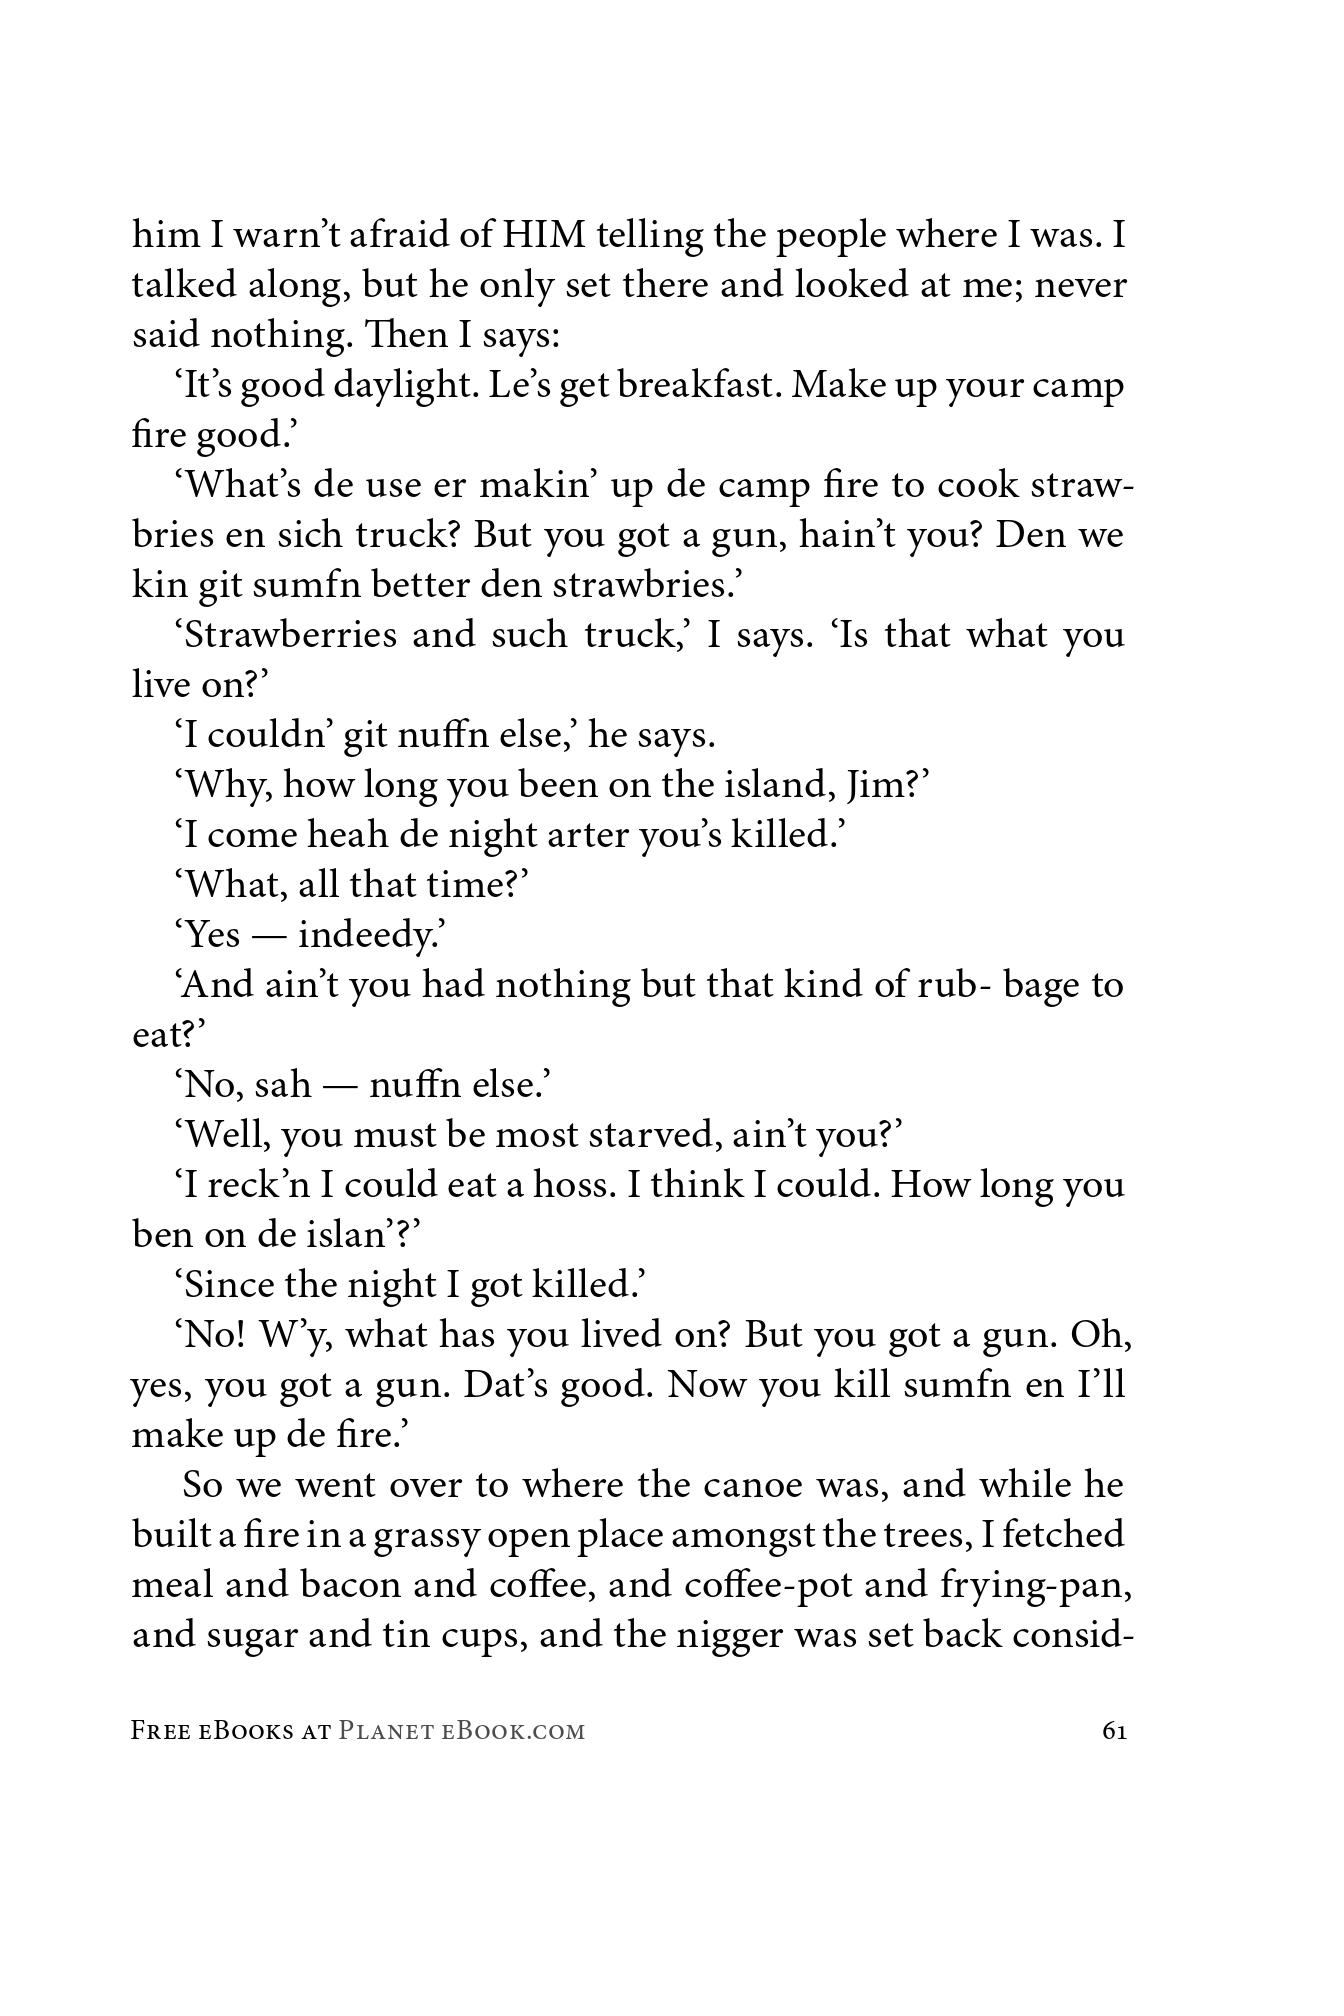 him I warn’t afraid of HIM telling the people where I was. I
talked along, but he only set there and looked at me; never
said nothing. Then I says:
‘It’s good daylight. Le’s get breakfast. Make up your camp
fire good.’
‘What’s de use er makin’ up de camp fire to cook straw-
bries en sich truck? But you got a gun, hain’t you? Den we
kin git sumfn better den strawbries.’
‘Strawberries and such truck,’ I says. ‘Is that what you
live on?’
‘I couldn’ git nuffn else,’ he says.
‘Why, how long you been on the island, Jim?’
‘I come heah de night arter you’s killed.’
‘What, all that time?’
‘Yes — indeedy.’
‘And ain’t you had nothing but that kind of rub- bage to
eat?’
‘No, sah — nuffn else.’
‘Well, you must be most starved, ain’t you?’
‘I reck’n I could eat a hoss. I think I could. How long you
ben on de islan’?’
‘Since the night I got killed.’
‘No! W’y, what has you lived on? But you got a gun. Oh,
yes, you got a gun. Dat’s good. Now you kill sumfn en I’ll
make up de fire.’
So we went over to where the canoe was, and while he
built a fire in a grassy open place amongst the trees, I fetched
meal and bacon and coffee, and coffee-pot and frying-pan,
and sugar and tin cups, and the nigger was set back consid-
Free eBooks at Planet eBook.com
61